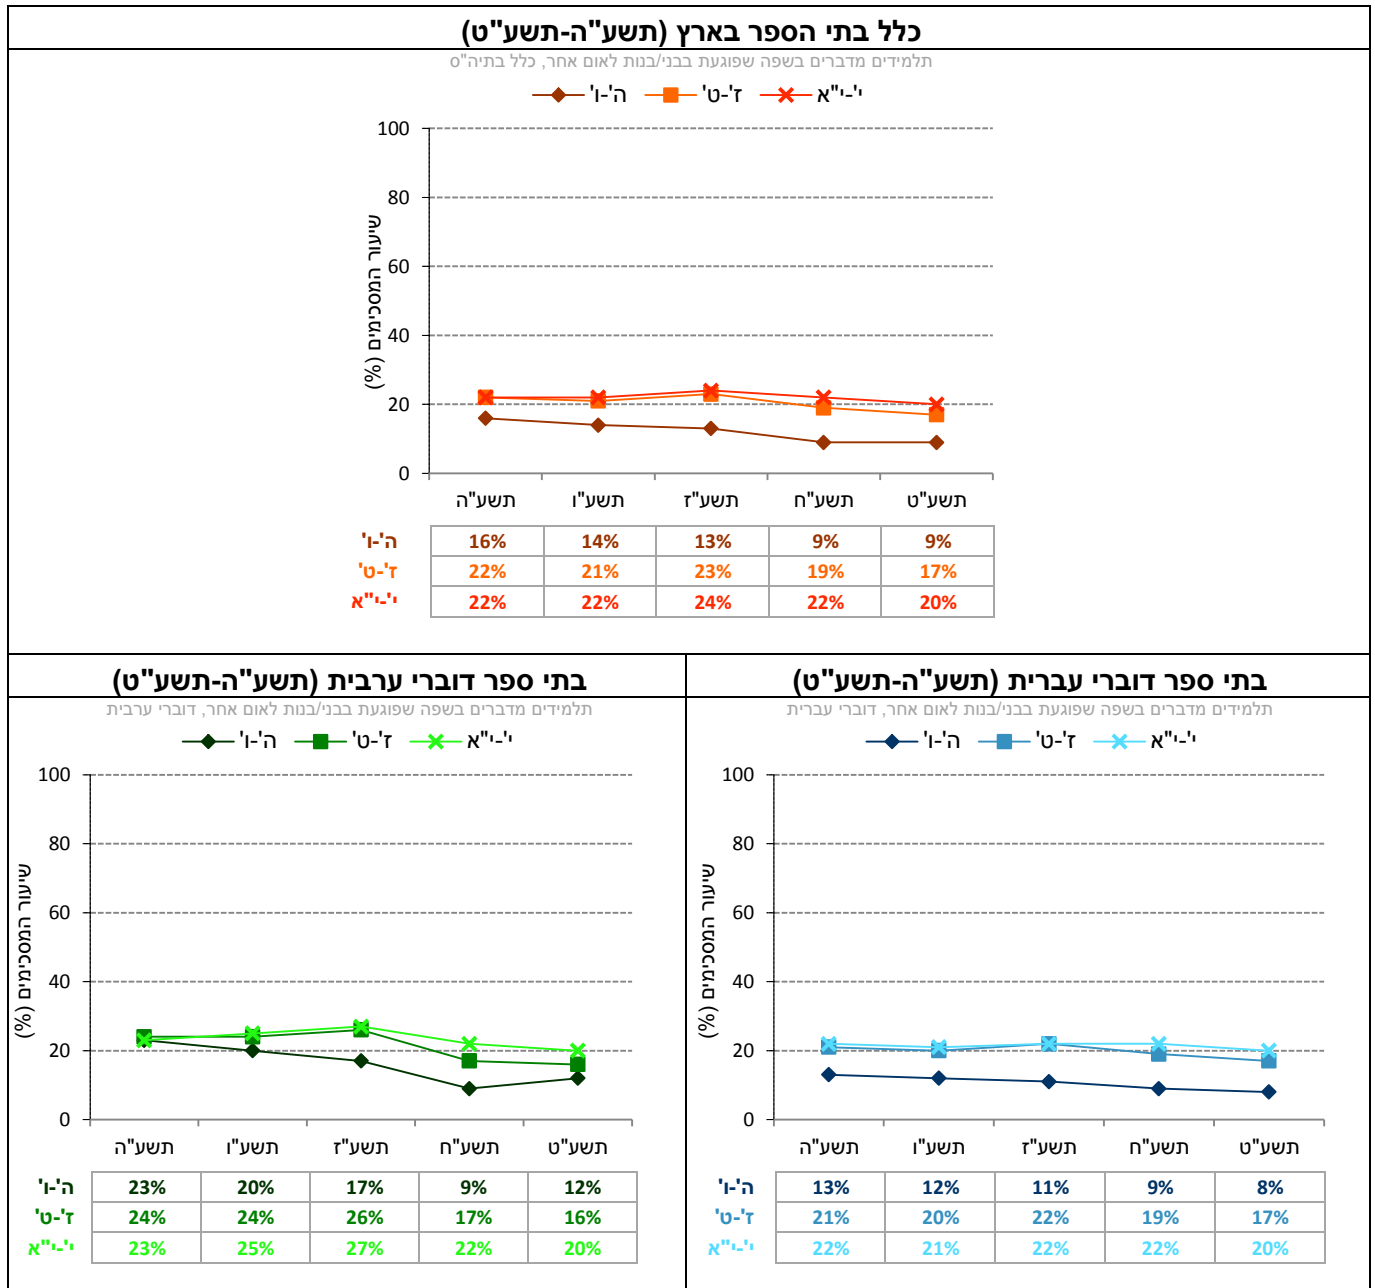 כלל בתי הספר בארץ (תשע"ה-תשע"ט)
תלמידים מדברים בשפה שפוגעת בבני/בנות לאום אחר, כלל בתיה"ס
ה'-ו' ז'-ט' י'-י"א
שיעור המסכימים (%)
100
80
60
40
20
0
תשע"ה תשע"ו תשע"ז תשע"ח תשע"ט
ה'-ו' 16% 14% 13% 9% 9%
ז'-ט' 22% 21% 23% 19% 17%
י'-י"א 22% 22% 24% 22% 20%
בתי ספר דוברי עברית (תשע"ה-תשע"ט)
תלמידים מדברים בשפה שפוגעת בבני/בנות לאום אחר, דוברי עברית
ה'-ו' ז'-ט' י'-י"א
שיעור המסכימים (%)
100
80
60
40
20
0
תשע"ה תשע"ו תשע"ז תשע"ח תשע"ט
ה'-ו' 13% 12% 11% 9% 8%
ז'-ט' 21% 20% 22% 19% 17%
י'-י"א 22% 21% 22% 22% 20%
בתי ספר דוברי ערבית (תשע"ה-תשע"ט)
תלמידים מדברים בשפה שפוגעת בבני/בנות לאום אחר, דוברי ערבית
ה'-ו' ז'-ט' י'-י"א
שיעור המסכימים (%)
100
80
60
40
20
0
תשע"ה תשע"ו תשע"ז תשע"ח תשע"ט
ה'-ו' 23% 20% 17% 9% 12%
ז'-ט' 24% 24% 26% 17% 16%
י'-י"א 23% 25% 27% 22% 20%